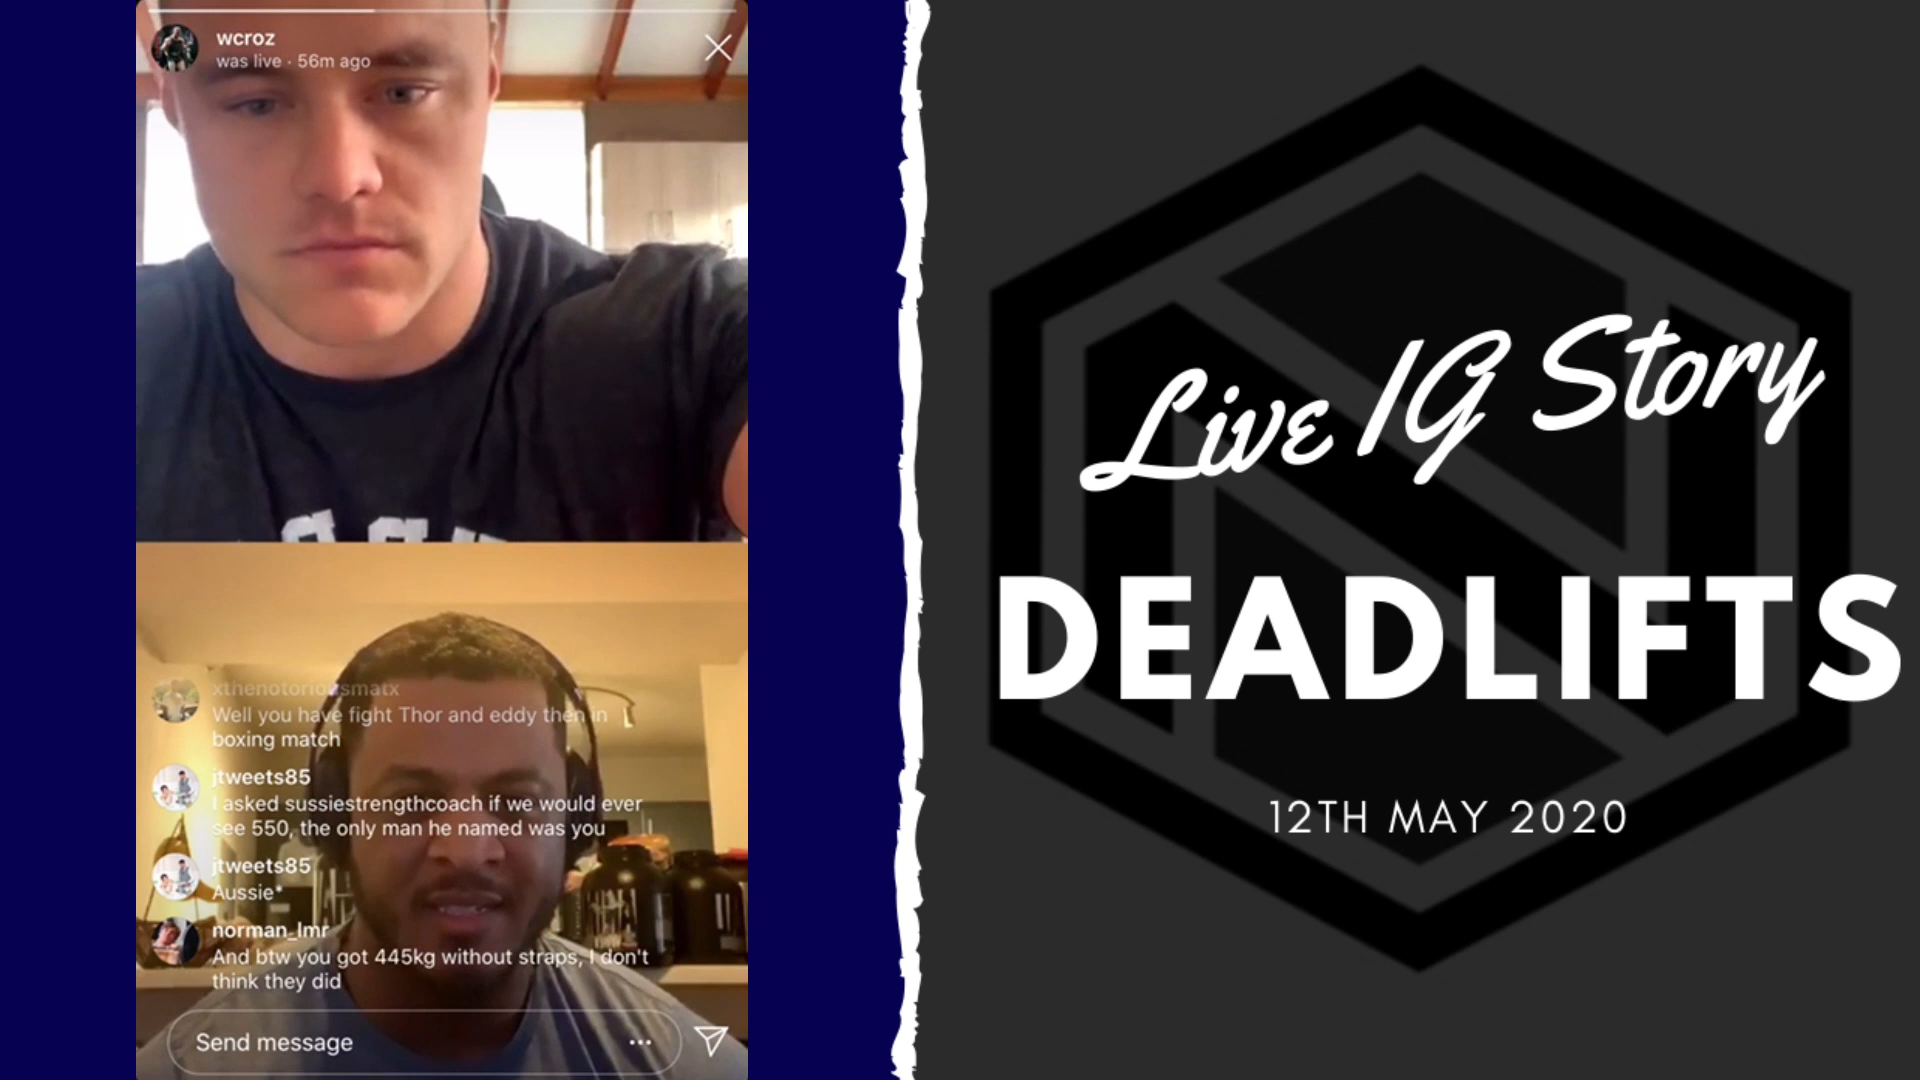 wcroz
was live · 56m ago
xthenotoriousmatx
Well you have fight Thor and eddy then in
boxing match
jtweets85
I asked sussiestrengthcoach if we would ever
see 550, the only man he named was you
jtweets85
Aussie*
norman_lmr
And btw you got 445kg without straps, I don't
think they did
Send message
Live IG Story
DEADLIFTS
12TH MAY 2020